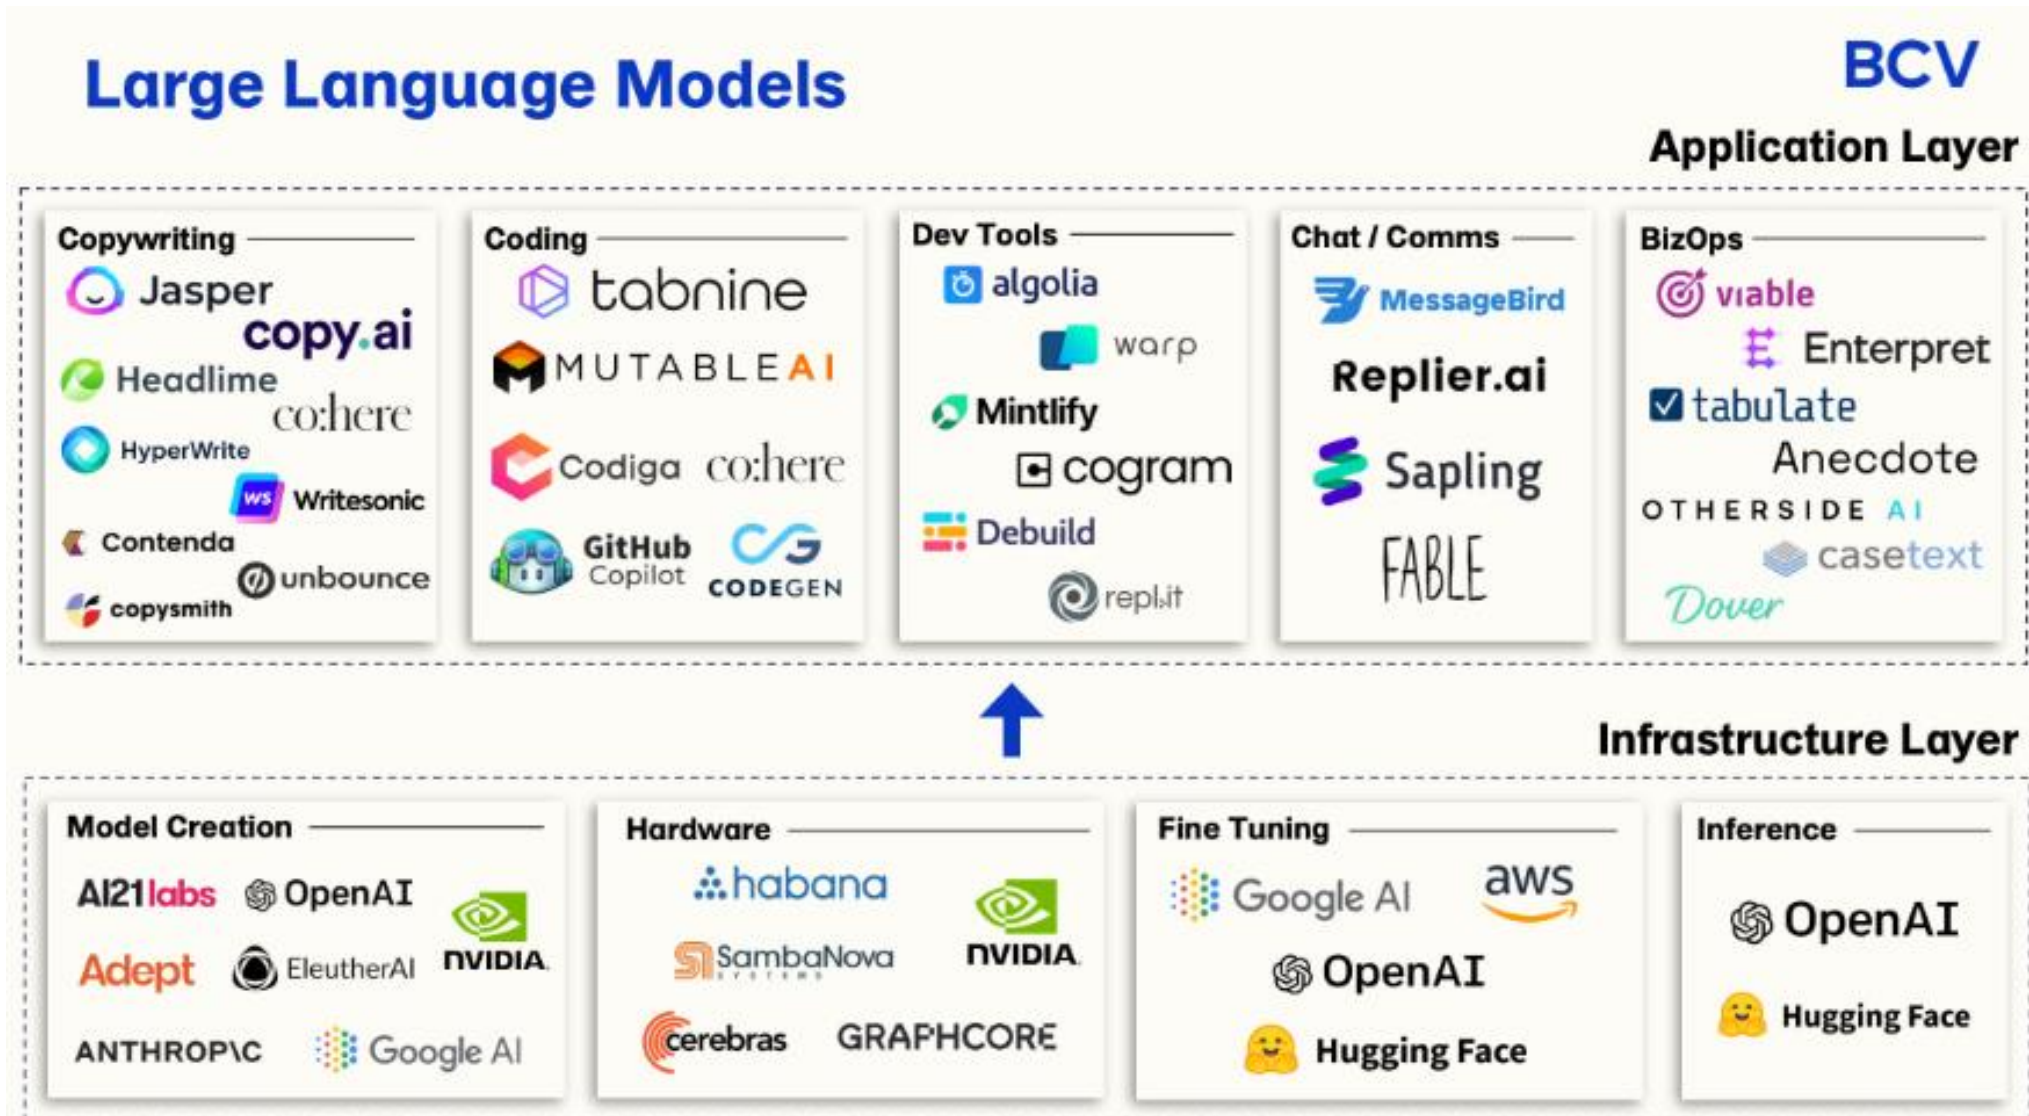 Large Language Models
BCV
Application Layer
Copywriting
Jasper
copy.ai
Headlime
co:here
HyperWrite
WS Writesonic
Contenda
unbounce
copysmith
Coding
tabnine
MUTABLEAI
Codiga
co:here
GitHub
Copilot
CODEGEN
Dev Tools
algolia
warp
Mintlify
cogram
Debuild
repl.it
Chat / Comms
MessageBird
Replier.ai
Sapling
FABLE
BizOps
viable
Enterpret
tabulate
Anecdote
OTHERSIDE AI
casetext
Dover
Infrastructure Layer
Model Creation
AI21labs
OpenAI
NVIDIA.
Adept
EleutherAI
ANTHROP\C
Google AI
Hardware
habana
NVIDIA.
SambaNova
SYSTEMS
cerebras
GRAPHCORE
Fine Tuning
Google AI
aws
OpenAI
Hugging Face
Inference
OpenAI
Hugging Face